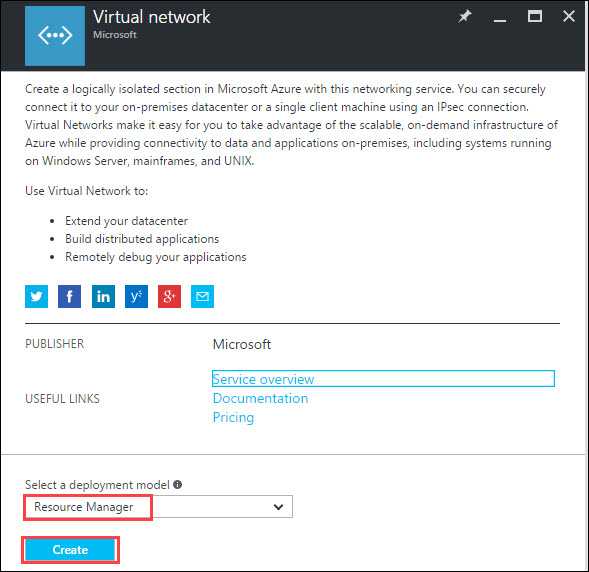 Virtual network
Microsoft
Create a logically isolated section in Microsoft Azure with this networking service. You can securely
connect it to your on-premises datacenter or a single client machine using an IPsec connection.
Virtual Networks make it easy for you to take advantage of the scalable, on-demand infrastructure of
Azure while providing connectivity to data and applications on-premises, including systems running
on Windows Server, mainframes, and UNIX.
Use Virtual Network to:
• Extend your datacenter
• Build distributed applications
• Remotely debug your applications
f in y g+
PUBLISHER Microsoft
Service overview
USEFUL LINKS Documentation
Pricing
Select a deployment model
Resource Manager
Create